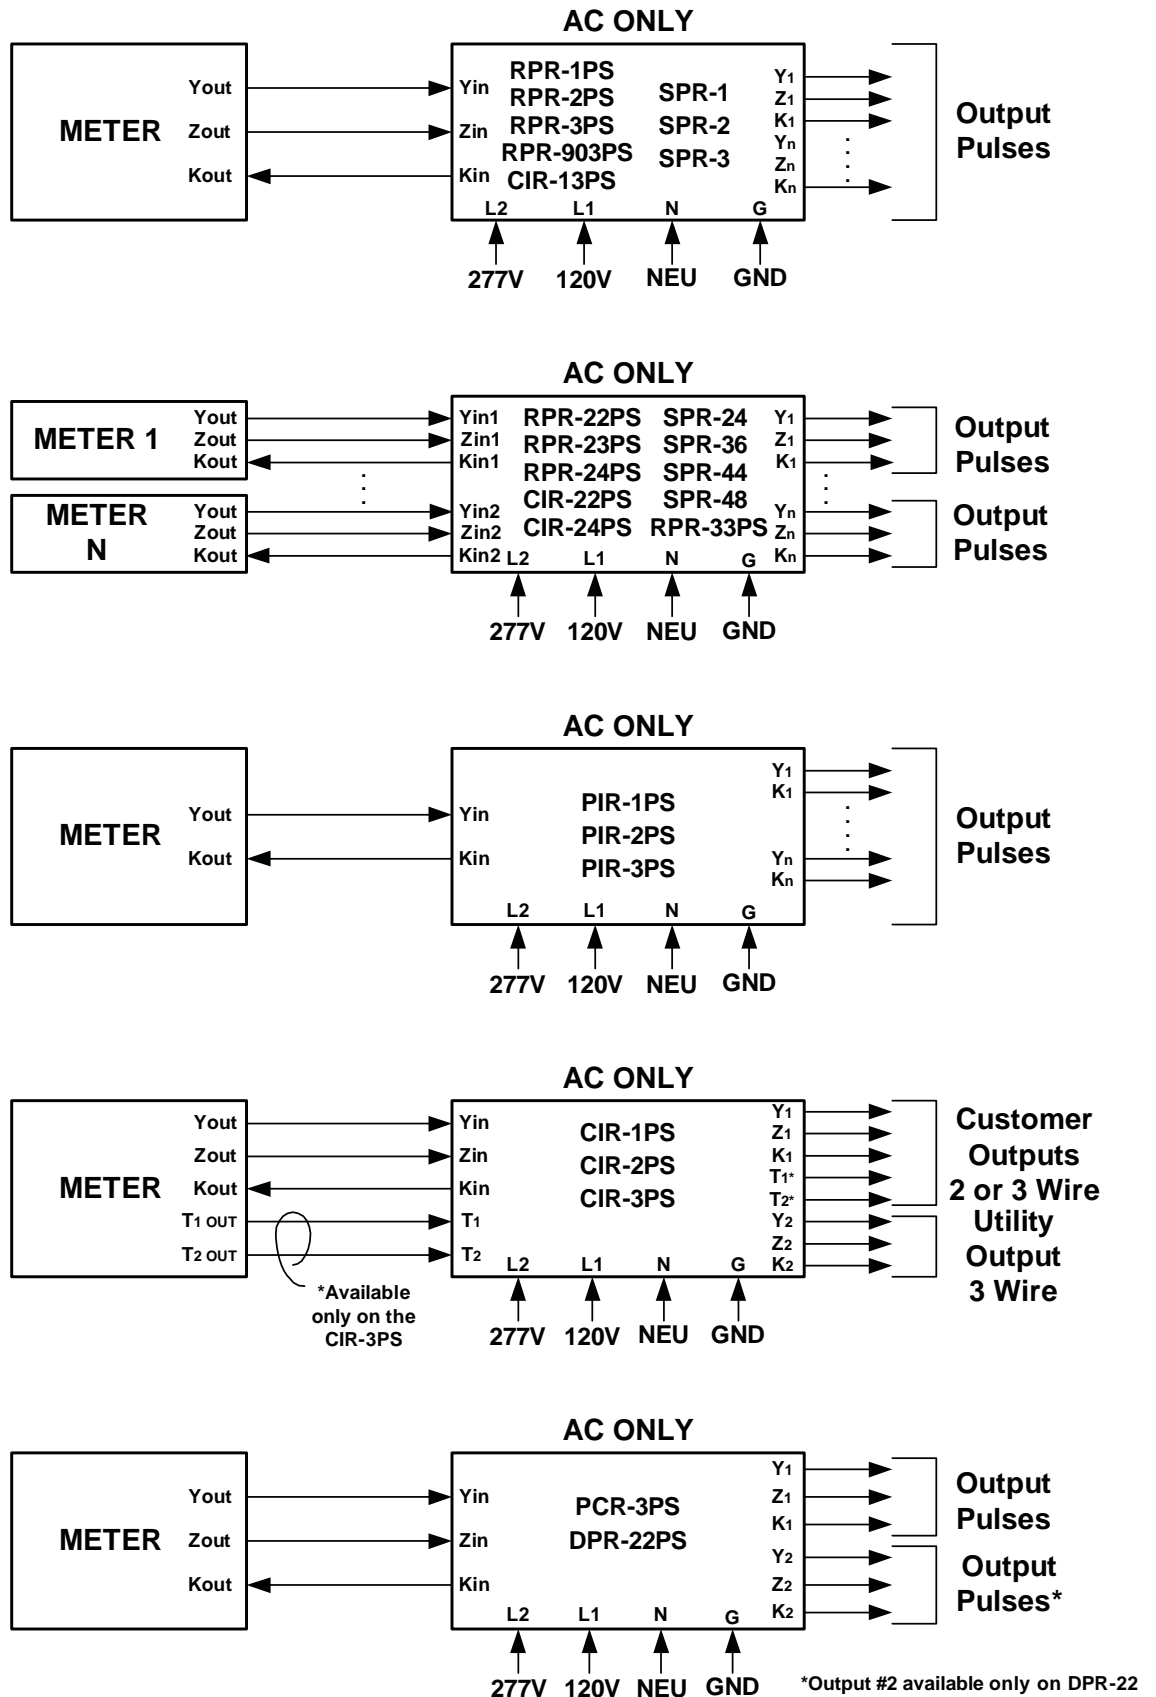 AC ONLY
METER
Yout
Zout
Kout
Yin
Zin
Kin
RPR-1PS
RPR-2PS
RPR-3PS
RPR-903PS
CIR-13PS
SPR-1
SPR-2
SPR-3
Y1
Z1
K1
Yn
Zn
Kn
Output
Pulses
L2 L1 N G
277V 120V NEU GND
AC ONLY
METER 1
Yout
Zout
Kout
METER
N
Yout
Zout
Kout
Yin1
Zin1
Kin1
Yin2
Zin2
Kin2
RPR-22PS SPR-24
RPR-23PS SPR-36
RPR-24PS SPR-44
CIR-22PS SPR-48
CIR-24PS RPR-33PS
Y1
Z1
K1
Yn
Zn
Kn
Output
Pulses
Output
Pulses
L2 L1 N G
277V 120V NEU GND
AC ONLY
METER
Yout
Kout
Yin
Kin
PIR-1PS
PIR-2PS
PIR-3PS
Y1
K1
Yn
Kn
Output
Pulses
L2 L1 N G
277V 120V NEU GND
AC ONLY
METER
Yout
Zout
Kout
T1 OUT
T2 OUT
*Available
only on the
CIR-3PS
Yin
Zin
Kin
T1
T2
CIR-1PS
CIR-2PS
CIR-3PS
Y1
Z1
K1
T1*
T2*
Y2
Z2
K2
Customer
Outputs
2 or 3 Wire
Utility
Output
3 Wire
L2 L1 N G
277V 120V NEU GND
AC ONLY
METER
Yout
Zout
Kout
Yin
Zin
Kin
PCR-3PS
DPR-22PS
Y1
Z1
K1
Y2
Z2
K2
Output
Pulses
Output
Pulses*
L2 L1 N G
277V 120V NEU GND
*Output #2 available only on DPR-22